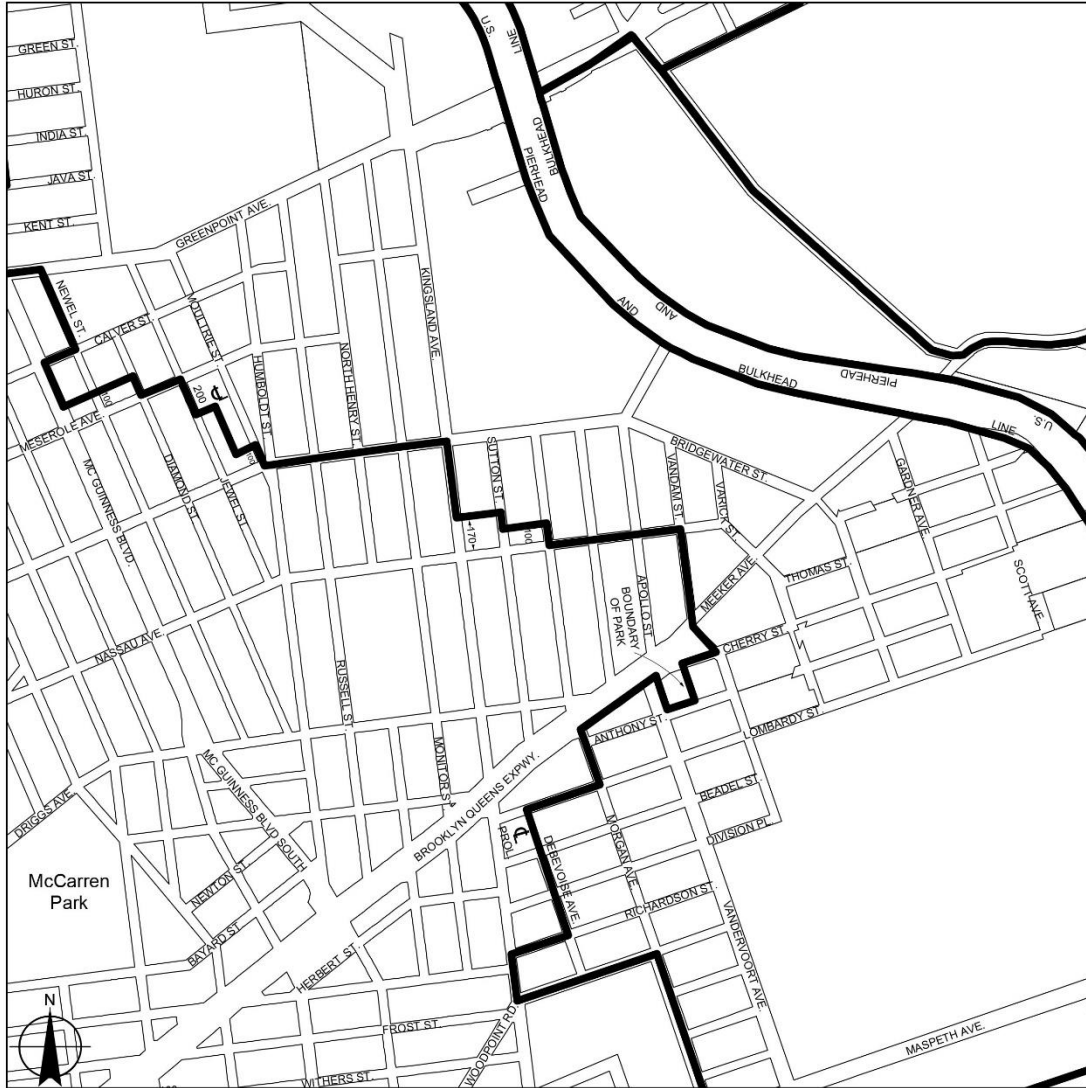 U.S.
LINE
GREEN ST.
HURON ST.
INDIA ST.
JAVA ST.
KENT ST.
BULKHEAD
PIERHEAD
GREENPOINT AVE.
NEWEL ST.
CALVER ST.
MOULTRIE ST.
HUMBOLDT ST.
NORTH HENRY ST.
KINGSLAND AVE.
AND
AND
BULKHEAD
PIERHEAD
LINE
U.S.
100
200
MESEROLE AVE.
MC GUINNESS BLVD.
DIAMOND ST.
JEWEL ST.
100
SUTTON ST.
170
100
VANDAM ST.
BRIDGEWATER ST.
VARICK ST.
GARDNER AVE.
SCOTT AVE.
THOMAS ST.
MEEKER AVE.
APOLLO ST.
BOUNDARY
OF PARK
CHERRY ST.
NASSAU AVE.
RUSSELL ST.
ANTHONY ST.
LOMBARDY ST.
MONITOR ST.
BROOKLYN QUEENS EXPWY.
MC GUINNESS BLVD SOUTH
DRIGGS AVE.
BEADEL ST.
DIVISION PL.
PROL
DEBEVOISE AVE.
MORGAN AVE.
RICHARDSON ST.
VANDERVOORT AVE.
McCarren
Park
NEWTON ST.
BAYARD ST.
HERBERT ST.
FROST ST.
WOODPOINT RD.
WITHERS ST.
MASPETH AVE.
N